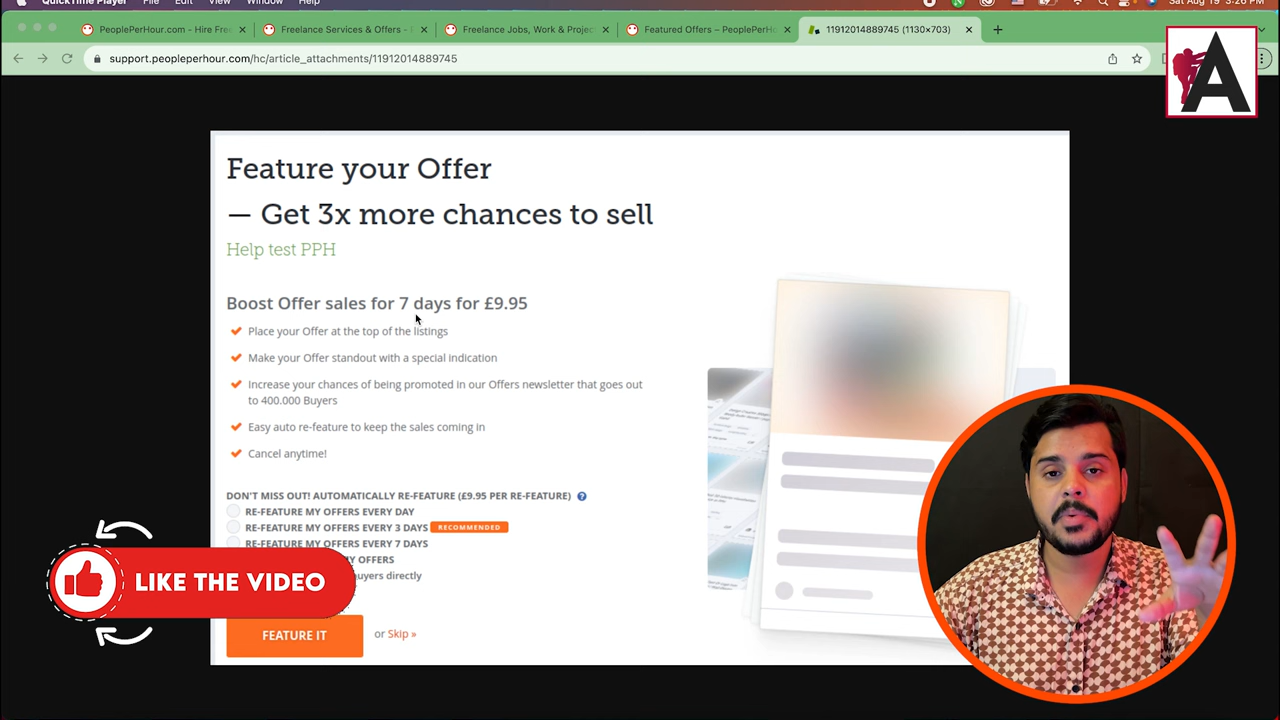 QuickTime Player File Edit View Window Help
Sat Aug 19 3:26 PM
PeoplePerHour.com - Hire Fre
Freelance Services & Offers -
Freelance Jobs, Work & Projec
Featured Offers – PeoplePerHo
11912014889745 (1130×703)
support.peopleperhour.com/hc/article_attachments/11912014889745
A
Feature your Offer
— Get 3x more chances to sell
Help test PPH
Boost Offer sales for 7 days for £9.95
Place your Offer at the top of the listings
Make your Offer standout with a special indication
Increase your chances of being promoted in our Offers newsletter that goes out
to 400.000 Buyers
Easy auto re-feature to keep the sales coming in
Cancel anytime!
DON'T MISS OUT! AUTOMATICALLY RE-FEATURE (£9.95 PER RE-FEATURE) ?
RE-FEATURE MY OFFERS EVERY DAY
RE-FEATURE MY OFFERS EVERY 3 DAYS RECOMMENDED
RE-FEATURE MY OFFERS EVERY 7 DAYS
MY OFFERS
buyers directly
LIKE THE VIDEO
FEATURE IT or Skip »